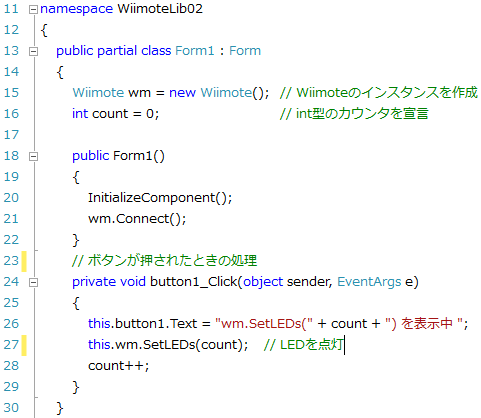 11 namespace WiimoteLib02
12 {
13 public partial class Form1 : Form
14 {
15 Wiimote wm = new Wiimote(); // Wiimoteのインスタンスを作成
16 int count = 0; // int型のカウンタを宣言
17
18 public Form1()
19 {
20 InitializeComponent();
21 wm.Connect();
22 }
23 // ボタンが押されたときの処理
24 private void button1_Click(object sender, EventArgs e)
25 {
26 this.button1.Text = "wm.SetLEDs(" + count + ") を表示中 ";
27 this.wm.SetLEDs(count); // LEDを点灯
28 count++;
29 }
30 }